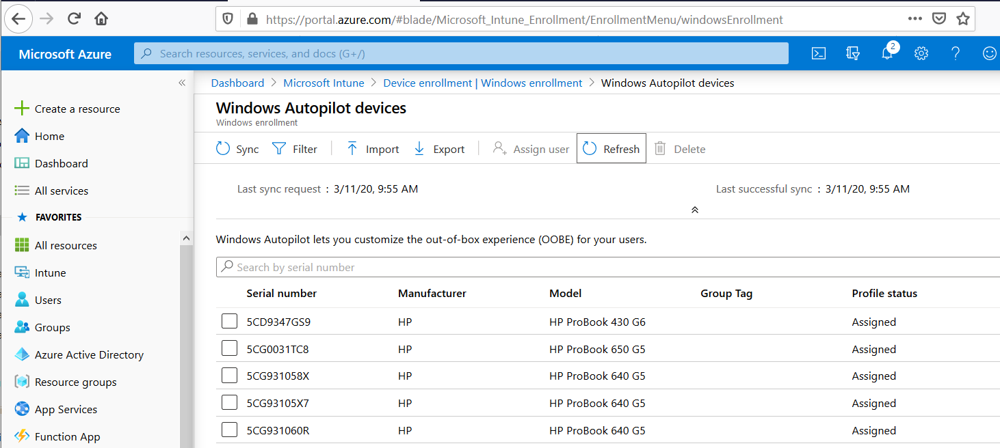 https://portal.azure.com/#blade/Microsoft_Intune_Enrollment/EnrollmentMenu/windowsEnrollment
Microsoft Azure
Search resources, services, and docs (G+/)
2
Dashboard > Microsoft Intune > Device enrollment | Windows enrollment > Windows Autopilot devices
Windows Autopilot devices
Windows enrollment
Sync Filter Import Export Assign user Refresh Delete
Last sync request : 3/11/20, 9:55 AM Last successful sync : 3/11/20, 9:55 AM
Windows Autopilot lets you customize the out-of-box experience (OOBE) for your users.
Search by serial number
Serial number Manufacturer Model Group Tag Profile status
5CD9347GS9 HP HP ProBook 430 G6 Assigned
5CG0031TC8 HP HP ProBook 650 G5 Assigned
5CG931058X HP HP ProBook 640 G5 Assigned
5CG93105X7 HP HP ProBook 640 G5 Assigned
5CG931060R HP HP ProBook 640 G5 Assigned
Create a resource
Home
Dashboard
All services
FAVORITES
All resources
Intune
Users
Groups
Azure Active Directory
Resource groups
App Services
Function App